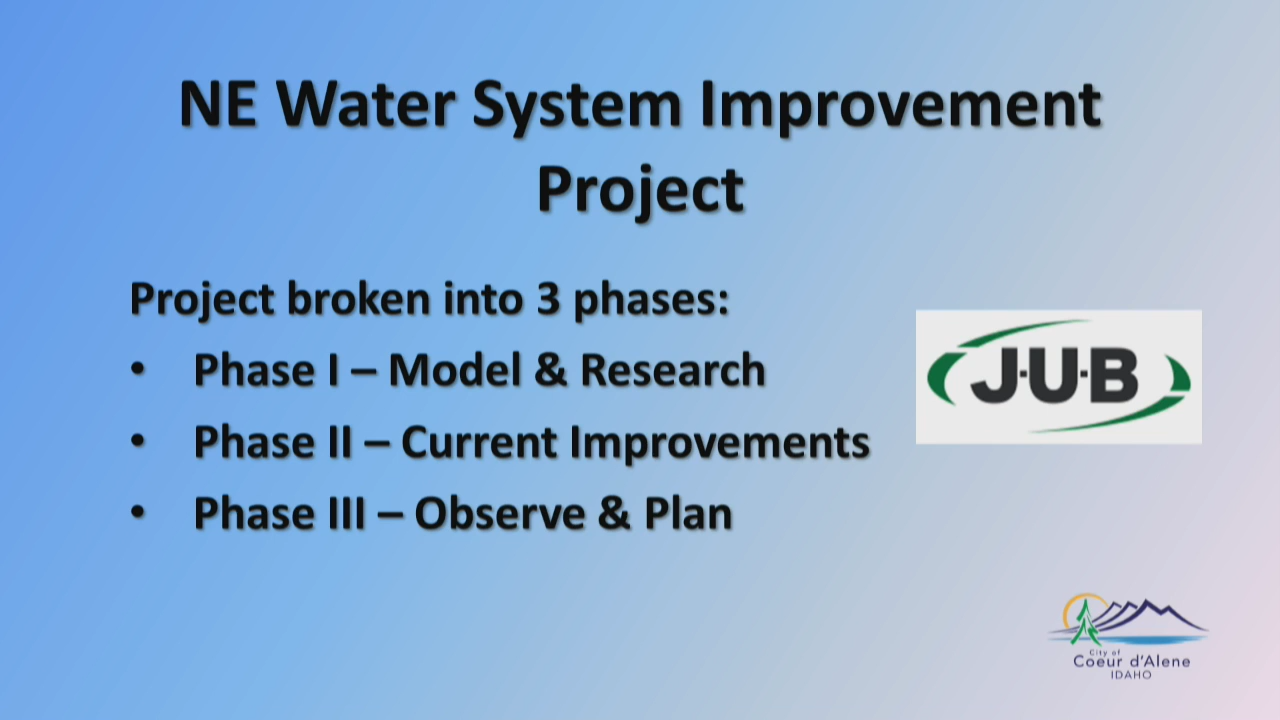 NE Water System Improvement
Project
Project broken into 3 phases:
• Phase I – Model & Research
• Phase II – Current Improvements
• Phase III – Observe & Plan
J-U-B
City of
Coeur d'Alene
IDAHO